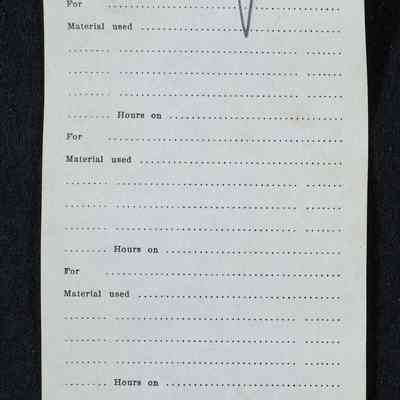 For
Material used
Hours on
For
Material used
Hours on
For
Material used
Hours on